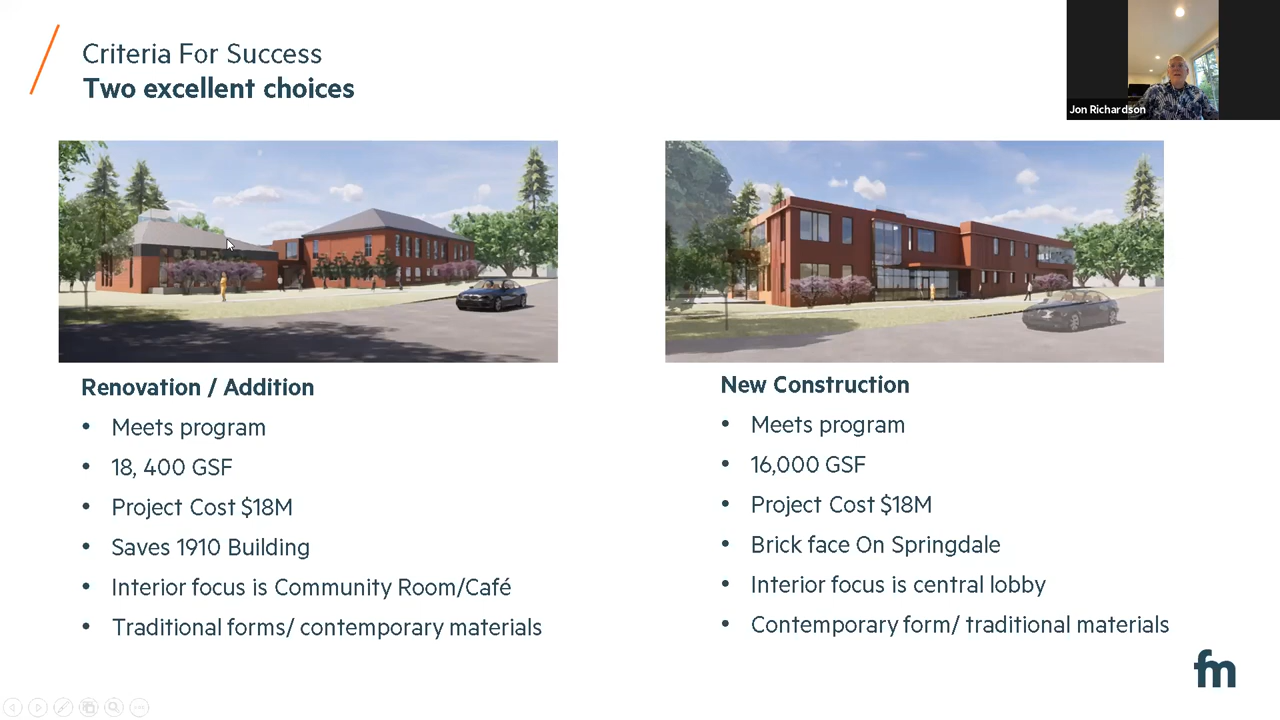 Criteria For Success
Two excellent choices
Jon Richardson
Renovation / Addition
• Meets program
• 18, 400 GSF
• Project Cost $18M
• Saves 1910 Building
• Interior focus is Community Room/Café
• Traditional forms/ contemporary materials
New Construction
• Meets program
• 16,000 GSF
• Project Cost $18M
• Brick face On Springdale
• Interior focus is central lobby
• Contemporary form/ traditional materials
fm